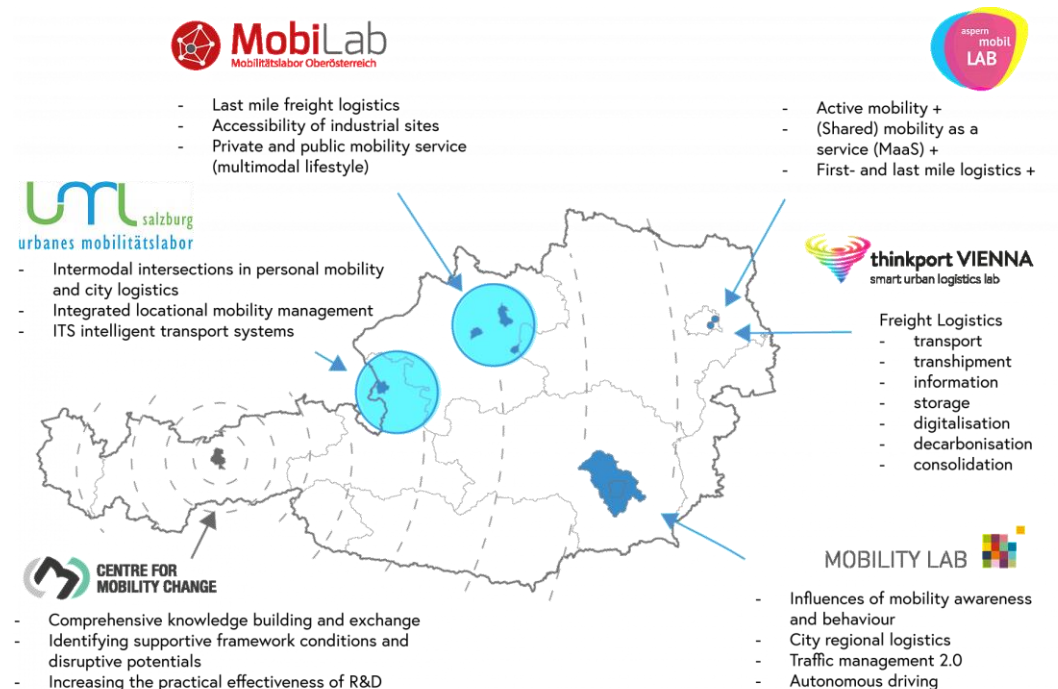 MobiLab
Mobilitätslabor Oberösterreich
- Last mile freight logistics
- Accessibility of industrial sites
- Private and public mobility service
(multimodal lifestyle)
aspern
mobil
LAB
- Active mobility +
- (Shared) mobility as a
service (MaaS) +
- First- and last mile logistics +
uml salzburg
urbanes mobilitätslabor
- Intermodal intersections in personal mobility
and city logistics
- Integrated locational mobility management
- ITS intelligent transport systems
thinkport VIENNA
smart urban logistics lab
Freight Logistics
- transport
- transhipment
- information
- storage
- digitalisation
- decarbonisation
- consolidation
CENTRE FOR
MOBILITY CHANGE
- Comprehensive knowledge building and exchange
- Identifying supportive framework conditions and
disruptive potentials
- Increasing the practical effectiveness of R&D
MOBILITY LAB
- Influences of mobility awareness
and behaviour
- City regional logistics
- Traffic management 2.0
- Autonomous driving